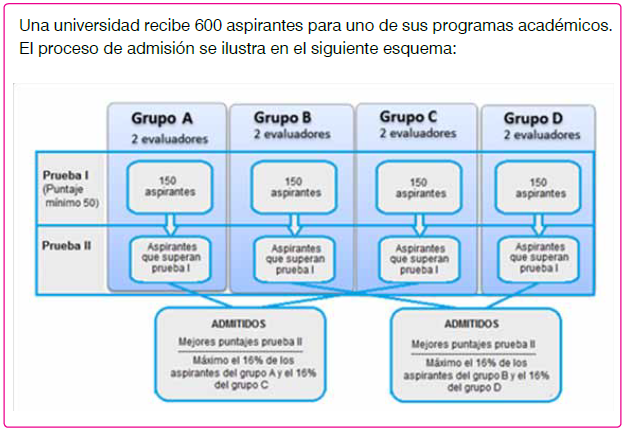 Una universidad recibe 600 aspirantes para uno de sus programas académicos.
El proceso de admisión se ilustra en el siguiente esquema:
Grupo A
2 evaluadores
Grupo B
2 evaluadores
Grupo C
2 evaluadores
Grupo D
2 evaluadores
Prueba I
(Puntaje
mínimo 50)
150
aspirantes
150
aspirantes
150
aspirantes
150
aspirantes
Prueba II
Aspirantes
que superan
prueba I
Aspirantes
que superan
prueba I
Aspirantes
que superan
prueba I
Aspirantes
que superan
prueba I
ADMITIDOS
Mejores puntajes prueba II
Máximo el 16% de los
aspirantes del grupo A y el 16%
del grupo C
ADMITIDOS
Mejores puntajes prueba II
Máximo el 16% de los
aspirantes del grupo B y el 16%
del grupo D